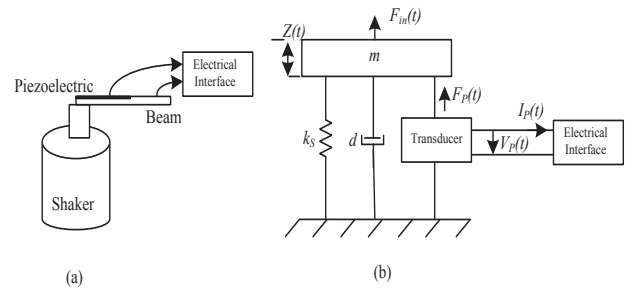 Electrical
Interface
Piezoelectric
Beam
Shaker
(a)
Z(t)
F_in(t)
m
F_P(t)
k_S
d
Transducer
I_P(t)
V_P(t)
Electrical
Interface
(b)